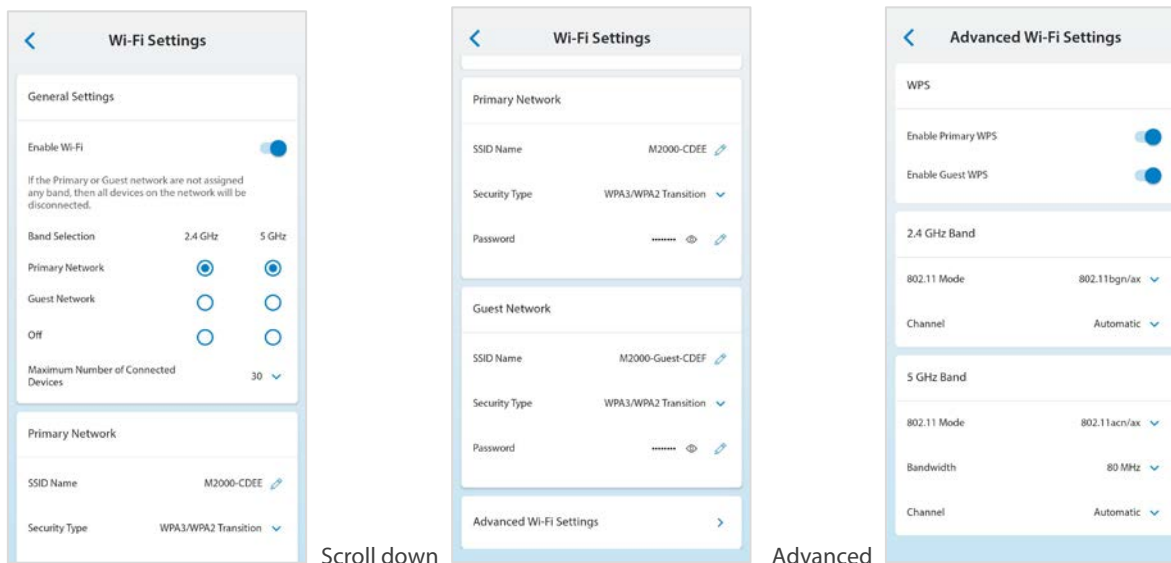 Wi-Fi Settings
General Settings
Enable Wi-Fi
If the Primary or Guest network are not assigned
any band, then all devices on the network will be
disconnected.
Band Selection 2.4 GHz 5 GHz
Primary Network
Guest Network
Off
Maximum Number of Connected
Devices 30
Primary Network
SSID Name M2000-CDEE
Security Type WPA3/WPA2 Transition
Scroll down
Wi-Fi Settings
Primary Network
SSID Name M2000-CDEE
Security Type WPA3/WPA2 Transition
Password ••••••••
Guest Network
SSID Name M2000-Guest-CDEF
Security Type WPA3/WPA2 Transition
Password ••••••••
Advanced Wi-Fi Settings
Advanced
Advanced Wi-Fi Settings
WPS
Enable Primary WPS
Enable Guest WPS
2.4 GHz Band
802.11 Mode 802.11bgn/ax
Channel Automatic
5 GHz Band
802.11 Mode 802.11acn/ax
Bandwidth 80 MHz
Channel Automatic